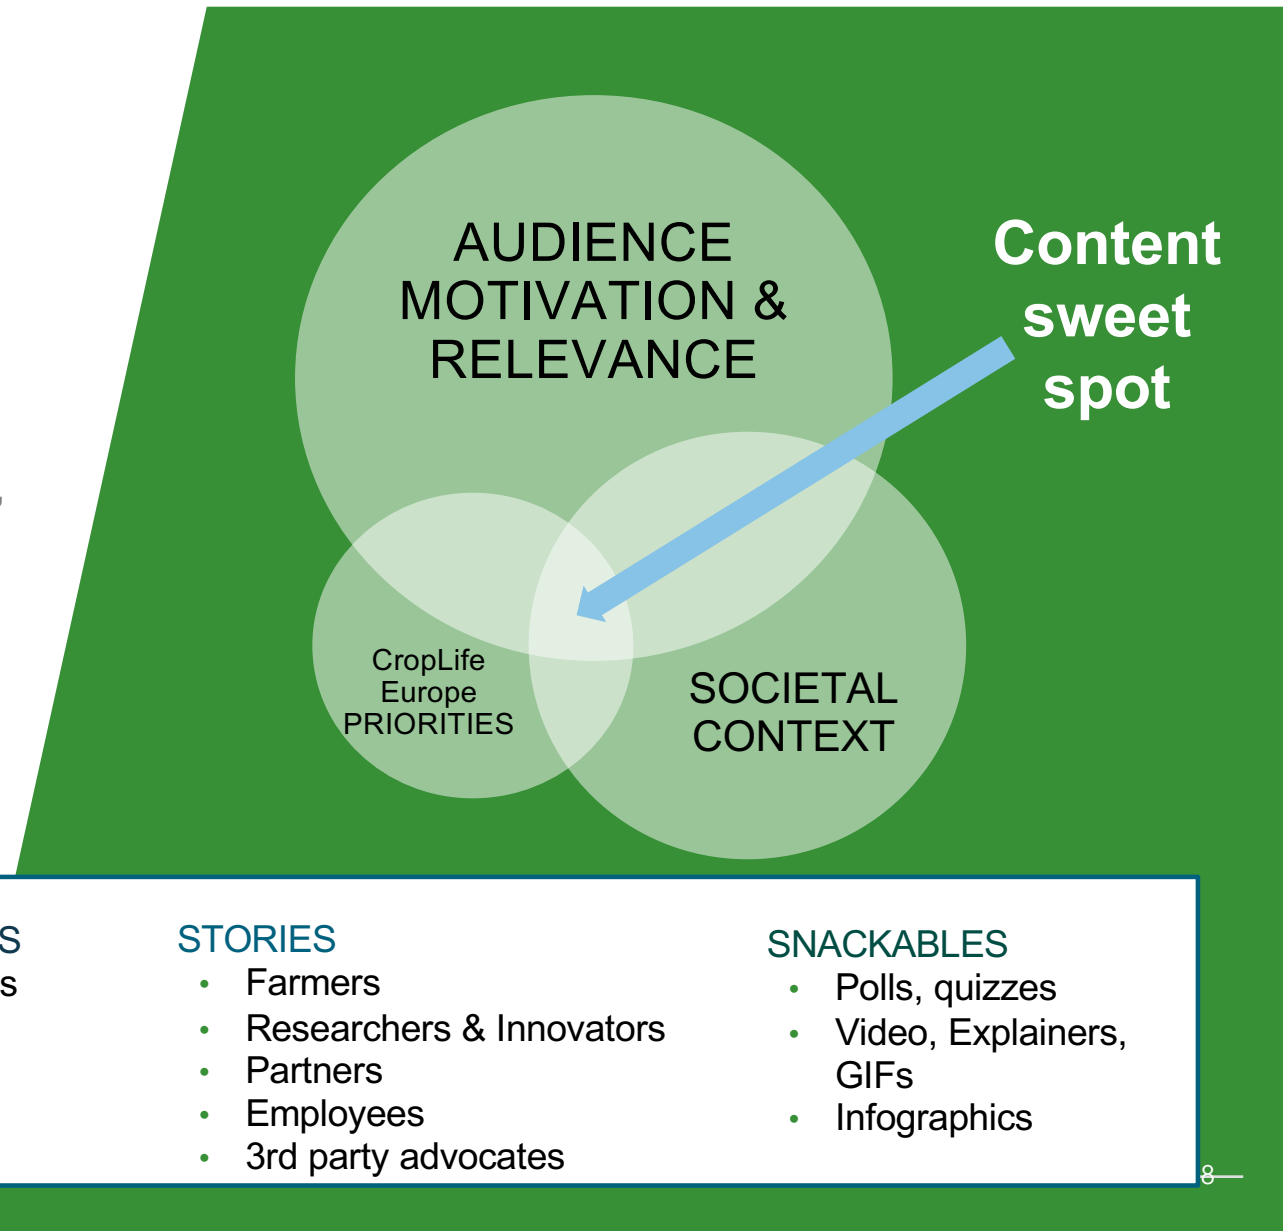 AUDIENCE
MOTIVATION &
RELEVANCE
Content
sweet
spot
CropLife
Europe
PRIORITIES
SOCIETAL
CONTEXT
S
s
STORIES
• Farmers
• Researchers & Innovators
• Partners
• Employees
• 3rd party advocates
SNACKABLES
• Polls, quizzes
• Video, Explainers,
GIFs
• Infographics
8